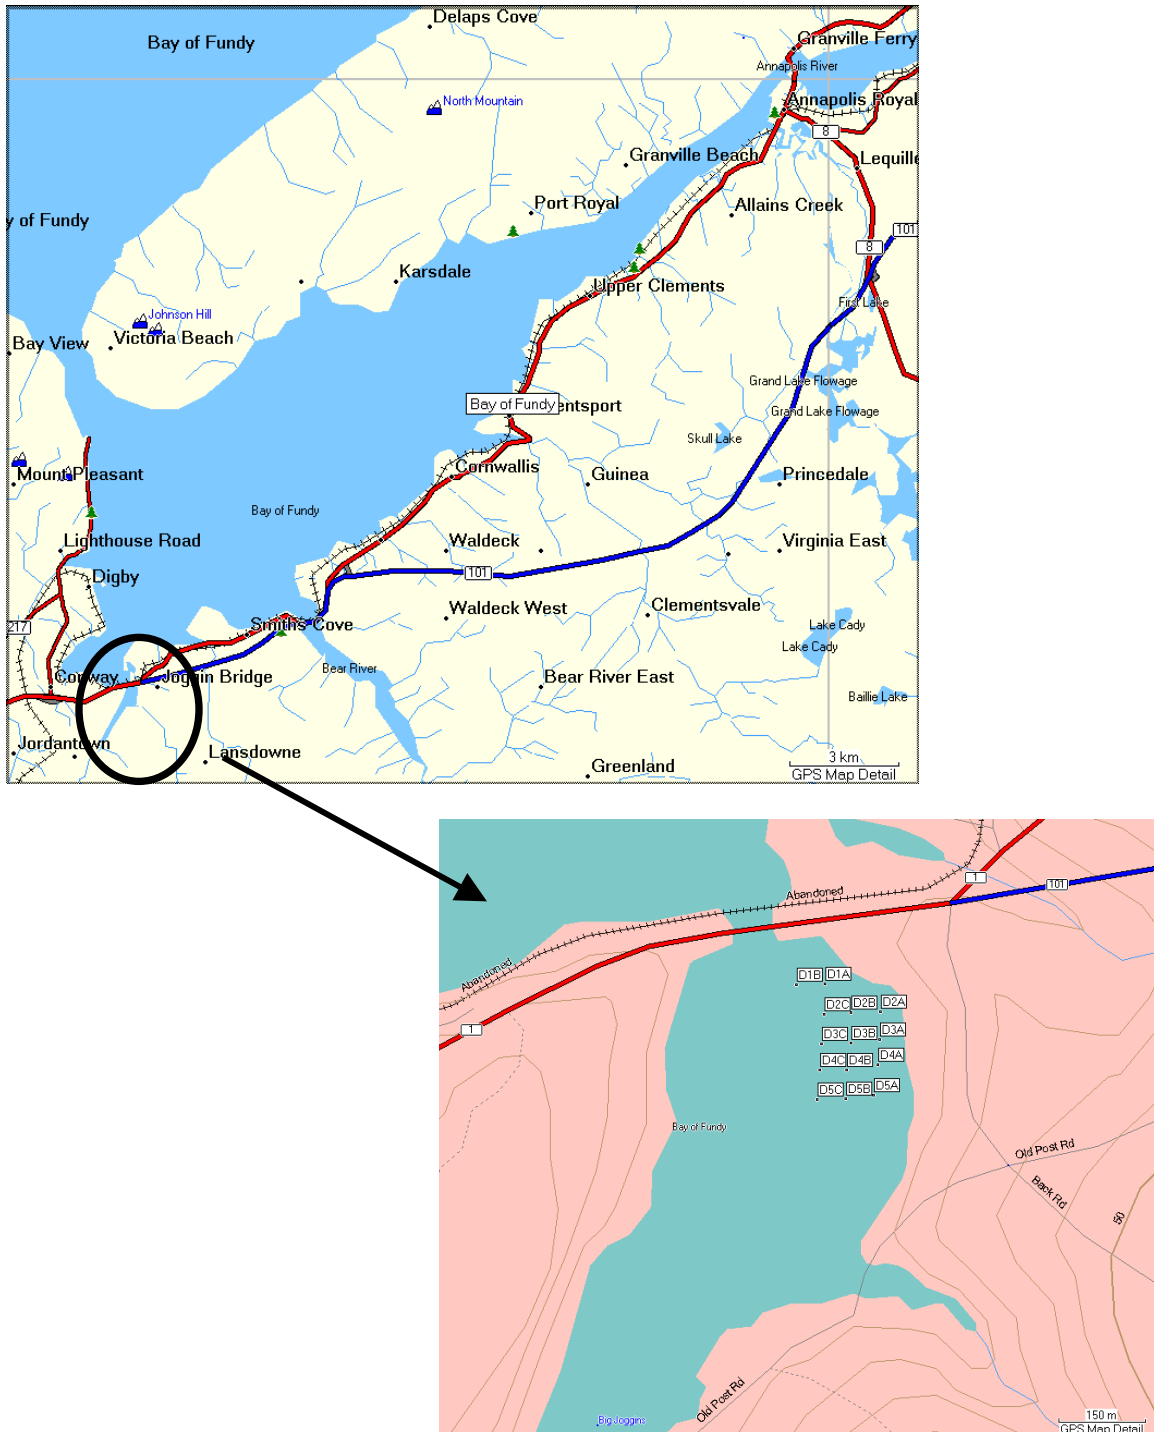 Delaps Cove
Bay of Fundy
Granville Ferry
Annapolis River
North Mountain
Annapolis Royal
8
Granville Beach
Lequille
Port Royal
Allains Creek
y of Fundy
101
8
Karsdale
Upper Clements
First Lake
Johnson Hill
Victoria Beach
Bay View
Grand Lake Flowage
Bay of Fundy
entsport
Grand Lake Flowage
Skull Lake
Cornwallis
Mount Pleasant
Guinea
Princedale
Bay of Fundy
Lighthouse Road
Waldeck
Virginia East
101
Digby
Waldeck West
Clementsvale
217
Smiths Cove
Lake Cady
Lake Cady
Bear River
Conway
Joggin Bridge
Bear River East
Baillie Lake
Jordantown
Lansdowne
3 km
Greenland
GPS Map Detail
1
101
Abandoned
Abandoned
D1B
D1A
D2C
D2B
D2A
1
D3C
D3B
D3A
D4C
D4B
D4A
D5C
D5B
D5A
Bay of Fundy
Old Post Rd
Back Rd
50
Old Post Rd
Big Joggins
150 m
GPS Map Detail